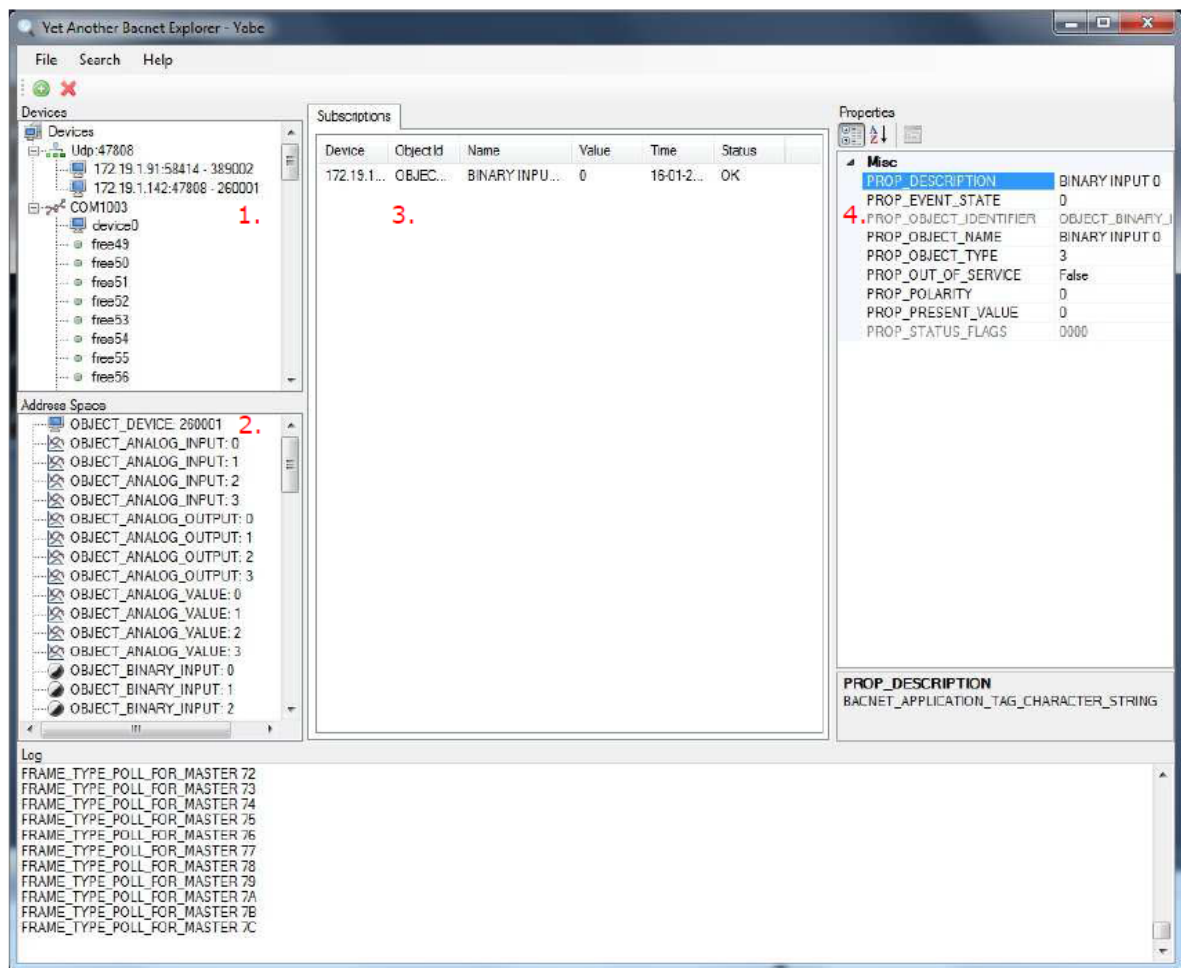 Yet Another Bacnet Explorer - Yabe
File Search Help
Devices
Devices
Udp:47808
172.19.1.91:58414 - 389002
172.19.1.142:47808 - 260001
COM1003
1.
device0
free49
free50
free51
free52
free53
free54
free55
free56
Address Space
OBJECT_DEVICE: 260001
2.
OBJECT_ANALOG_INPUT: 0
OBJECT_ANALOG_INPUT: 1
OBJECT_ANALOG_INPUT: 2
OBJECT_ANALOG_INPUT: 3
OBJECT_ANALOG_OUTPUT: 0
OBJECT_ANALOG_OUTPUT: 1
OBJECT_ANALOG_OUTPUT: 2
OBJECT_ANALOG_OUTPUT: 3
OBJECT_ANALOG_VALUE: 0
OBJECT_ANALOG_VALUE: 1
OBJECT_ANALOG_VALUE: 2
OBJECT_ANALOG_VALUE: 3
OBJECT_BINARY_INPUT: 0
OBJECT_BINARY_INPUT: 1
OBJECT_BINARY_INPUT: 2
Subscriptions
Device ObjectId Name Value Time Status
172.19.1... OBJEC... BINARY INPU... 0 16-01-2... OK
3.
Properties
Misc
PROP_DESCRIPTION BINARY INPUT 0
PROP_EVENT_STATE 0
4.
PROP_OBJECT_IDENTIFIER OBJECT_BINARY_I
PROP_OBJECT_NAME BINARY INPUT 0
PROP_OBJECT_TYPE 3
PROP_OUT_OF_SERVICE False
PROP_POLARITY 0
PROP_PRESENT_VALUE 0
PROP_STATUS_FLAGS 0000
PROP_DESCRIPTION
BACNET_APPLICATION_TAG_CHARACTER_STRING
Log
FRAME_TYPE_POLL_FOR_MASTER 72
FRAME_TYPE_POLL_FOR_MASTER 73
FRAME_TYPE_POLL_FOR_MASTER 74
FRAME_TYPE_POLL_FOR_MASTER 75
FRAME_TYPE_POLL_FOR_MASTER 76
FRAME_TYPE_POLL_FOR_MASTER 77
FRAME_TYPE_POLL_FOR_MASTER 78
FRAME_TYPE_POLL_FOR_MASTER 79
FRAME_TYPE_POLL_FOR_MASTER 7A
FRAME_TYPE_POLL_FOR_MASTER 7B
FRAME_TYPE_POLL_FOR_MASTER 7C